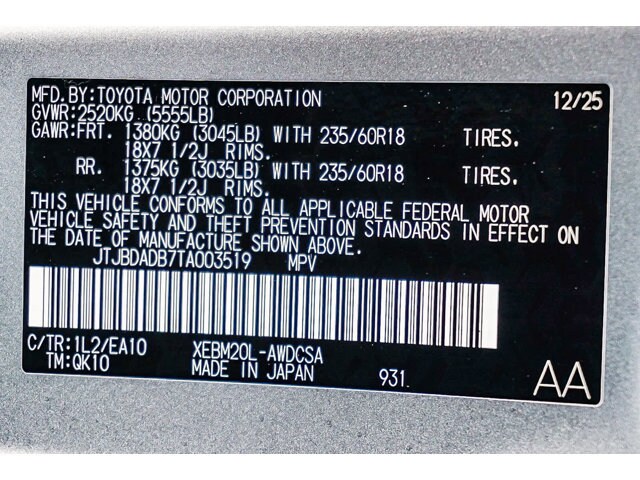 MFD. BY: TOYOTA MOTOR CORPORATION 12/25
GVWR: 2520KG (5555LB)
GAWR: FRT. 1380KG (3045LB) WITH 235/60R18 TIRES.
18X7 1/2J RIMS.
RR. 1375KG (3035LB) WITH 235/60R18 TIRES.
18X7 1/2J RIMS.
THIS VEHICLE CONFORMS TO ALL APPLICABLE FEDERAL MOTOR
VEHICLE SAFETY AND THEFT PREVENTION STANDARDS IN EFFECT ON
THE DATE OF MANUFACTURE SHOWN ABOVE.
JTJBDADB7TA003519 MPV
C/TR: 1L2/EA10 XEBM20L-AWDCSA
TM: QK10 MADE IN JAPAN 931 AA